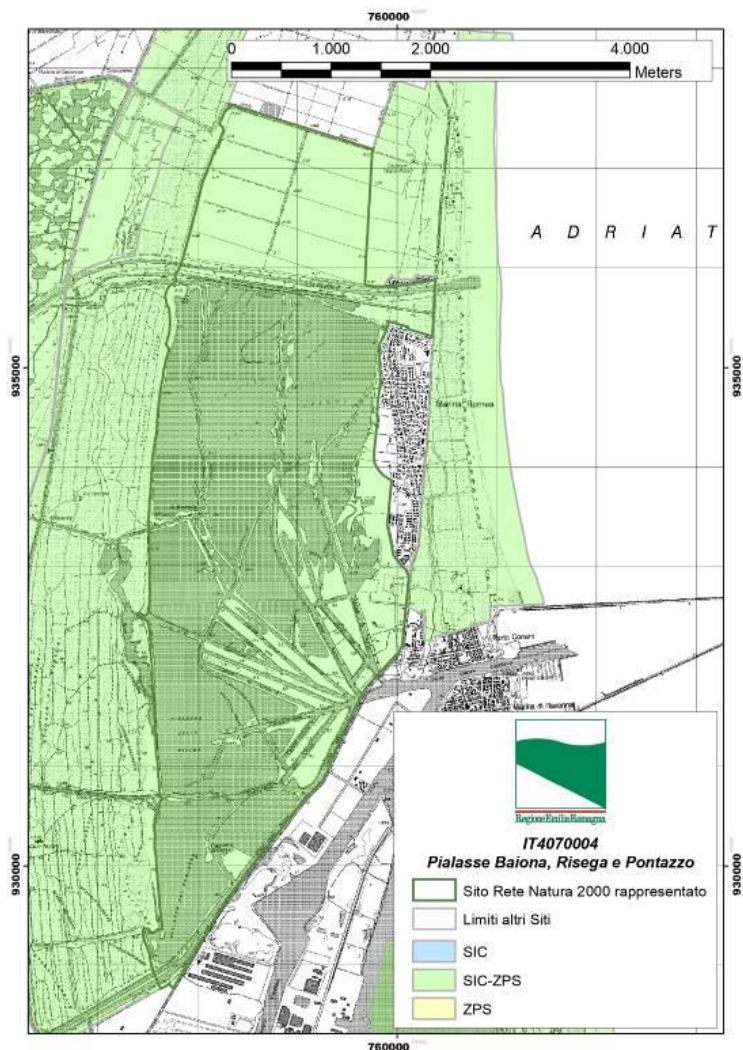 760000
0 1.000 2.000 4.000
Meters
A D R I A T
935000
935000
Marina Romea
Porto Corsini
Marina di Ravenna
930000
930000
RegioneEmiliaRomagna
IT4070004
Pialasse Baiona, Risega e Pontazzo
Sito Rete Natura 2000 rappresentato
Limiti altri Siti
SIC
SIC-ZPS
ZPS
760000